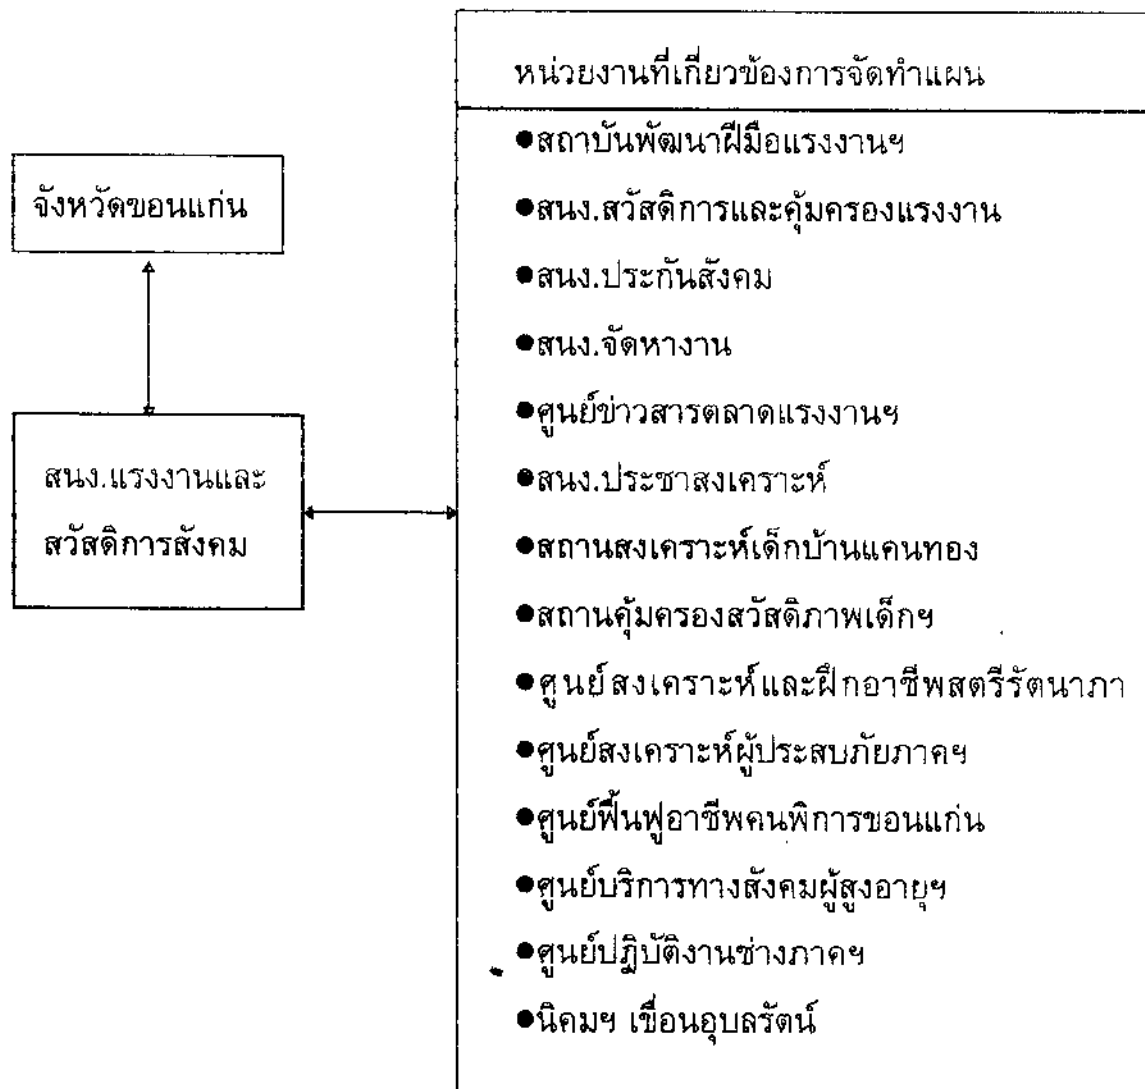 หน่วยงานที่เกี่ยวข้องการจัดทำแผน
จังหวัดขอนแก่น
สนง.แรงงานและ
สวัสดิการสังคม
●สถาบันพัฒนาฝีมือแรงงานฯ
●สนง.สวัสดิการและคุ้มครองแรงงาน
●สนง.ประกันสังคม
●สนง.จัดหางาน
●ศูนย์ข่าวสารตลาดแรงงานฯ
●สนง.ประชาสงเคราะห์
●สถานสงเคราะห์เด็กบ้านแคนทอง
●สถานคุ้มครองสวัสดิภาพเด็กฯ
●ศูนย์สงเคราะห์และฝึกอาชีพสตรีรัตนาภา
●ศูนย์สงเคราะห์ผู้ประสบภัยภาคฯ
●ศูนย์ฟื้นฟูอาชีพคนพิการขอนแก่น
●ศูนย์บริการทางสังคมผู้สูงอายุฯ
●ศูนย์ปฏิบัติงานช่างภาคฯ
●นิคมฯ เขื่อนอุบลรัตน์